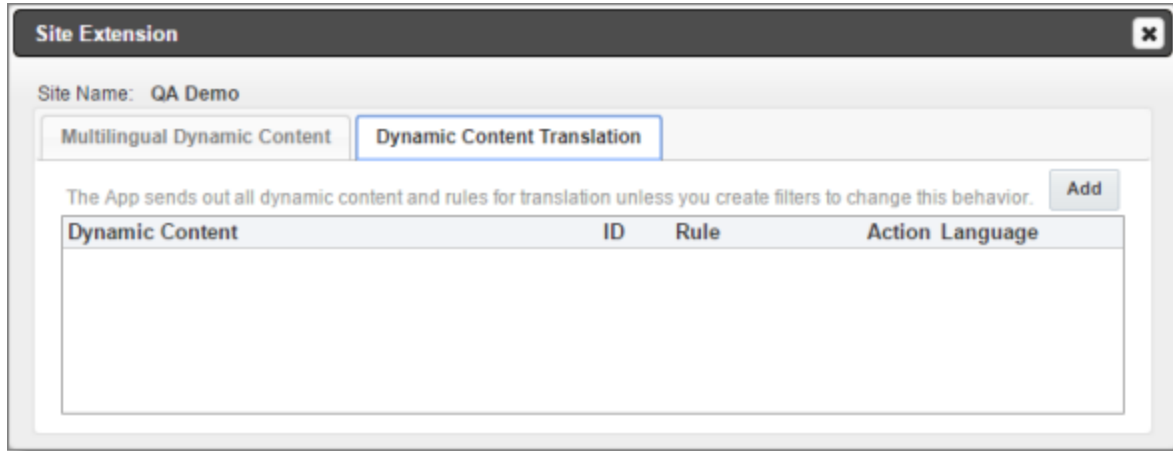 Site Extension
Site Name: QA Demo
Multilingual Dynamic Content Dynamic Content Translation
The App sends out all dynamic content and rules for translation unless you create filters to change this behavior. Add
Dynamic Content ID Rule Action Language